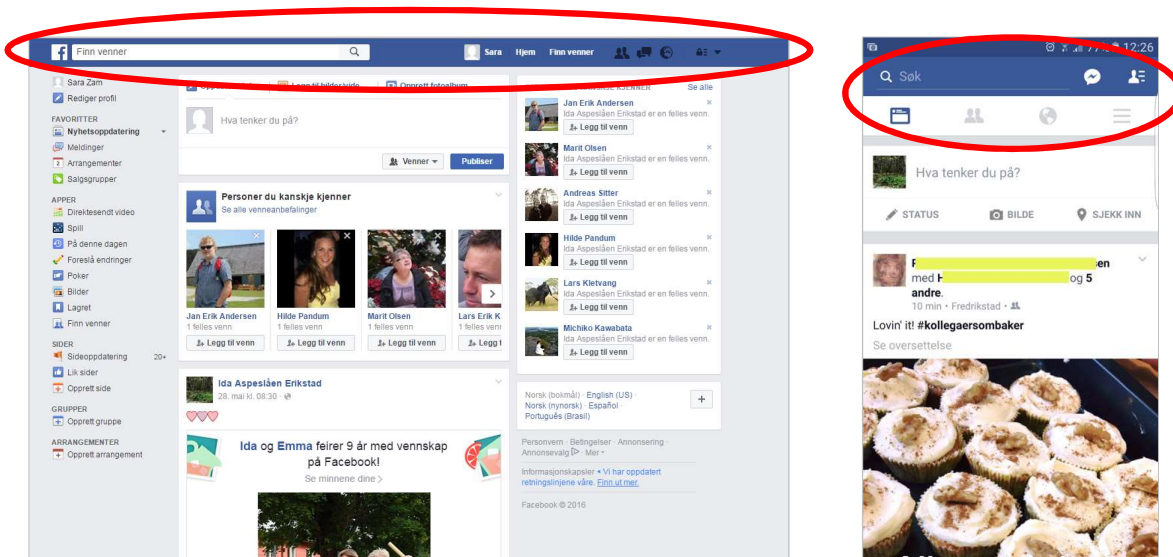 Finn venner
Sara Hjem Finn venner
Sara Zam
Rediger profil
FAVORITTER
Nyhetsoppdatering
Meldinger
2 Arrangementer
Salgsgrupper
APPER
Direktesendt video
Spill
På denne dagen
Foreslå endringer
Poker
Bilder
Lagret
Finn venner
SIDER
Sideoppdatering 20+
Lik sider
Opprett side
GRUPPER
Opprett gruppe
ARRANGEMENTER
Opprett arrangement
Legg til bilder/vide Opprett fotoalbum
Hva tenker du på?
Venner Publiser
Personer du kanskje kjenner
Se alle venneanbefalinger
Jan Erik Andersen
1 felles venn
Legg til venn
Hilde Pandum
1 felles venn
Legg til venn
Marit Olsen
1 felles venn
Legg til venn
Lars Erik K
1 felles ven
Legg t
Ida Aspeslåen Erikstad
28. mai kl. 08:30
Ida og Emma feirer 9 år med vennskap
på Facebook!
Se minnene dine >
KJENNER Se alle
Jan Erik Andersen
Ida Aspeslåen Erikstad er en felles venn.
Legg til venn
Marit Olsen
Ida Aspeslåen Erikstad er en felles venn.
Legg til venn
Andreas Sitter
Ida Aspeslåen Erikstad er en felles venn.
Legg til venn
Hilde Pandum
Ida Aspeslåen Erikstad er en felles venn.
Legg til venn
Lars Kletvang
Ida Aspeslåen Erikstad er en felles venn.
Legg til venn
Michiko Kawabata
Ida Aspeslåen Erikstad er en felles venn.
Legg til venn
Norsk (bokmål) · English (US) ·
Norsk (nynorsk) · Español ·
Português (Brasil)
Personvern · Betingelser · Annonsering ·
Annonsevalg · Mer
Informasjonskapsler • Vi har oppdatert
retningslinjene våre. Finn ut mer.
Facebook © 2016
12:26
Søk
Hva tenker du på?
STATUS BILDE SJEKK INN
en
med H og 5
andre.
10 min · Fredrikstad ·
Lovin' it! #kollegaersombaker
Se oversettelse